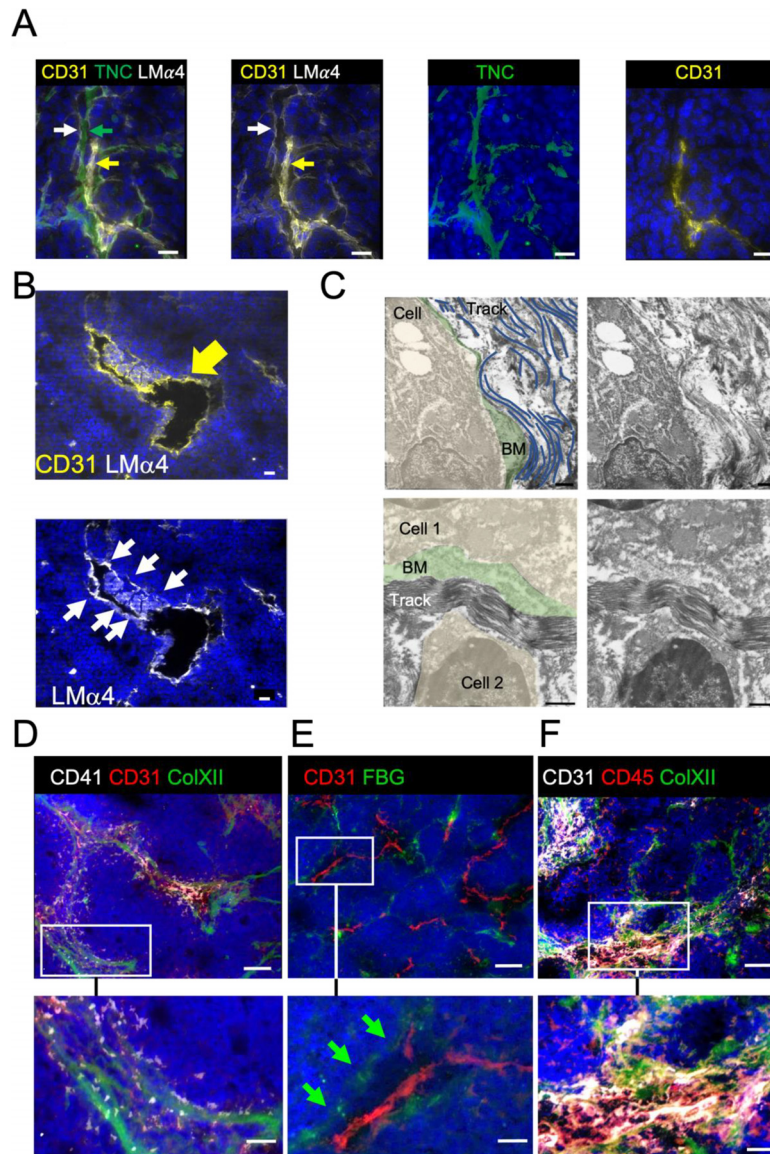 A
CD31 TNC LMα4
CD31 LMα4
TNC
CD31
B
CD31 LMα4
LMα4
C
Cell
Track
BM
Cell 1
BM
Track
Cell 2
D
CD41 CD31 ColXII
E
CD31 FBG
F
CD31 CD45 ColXII